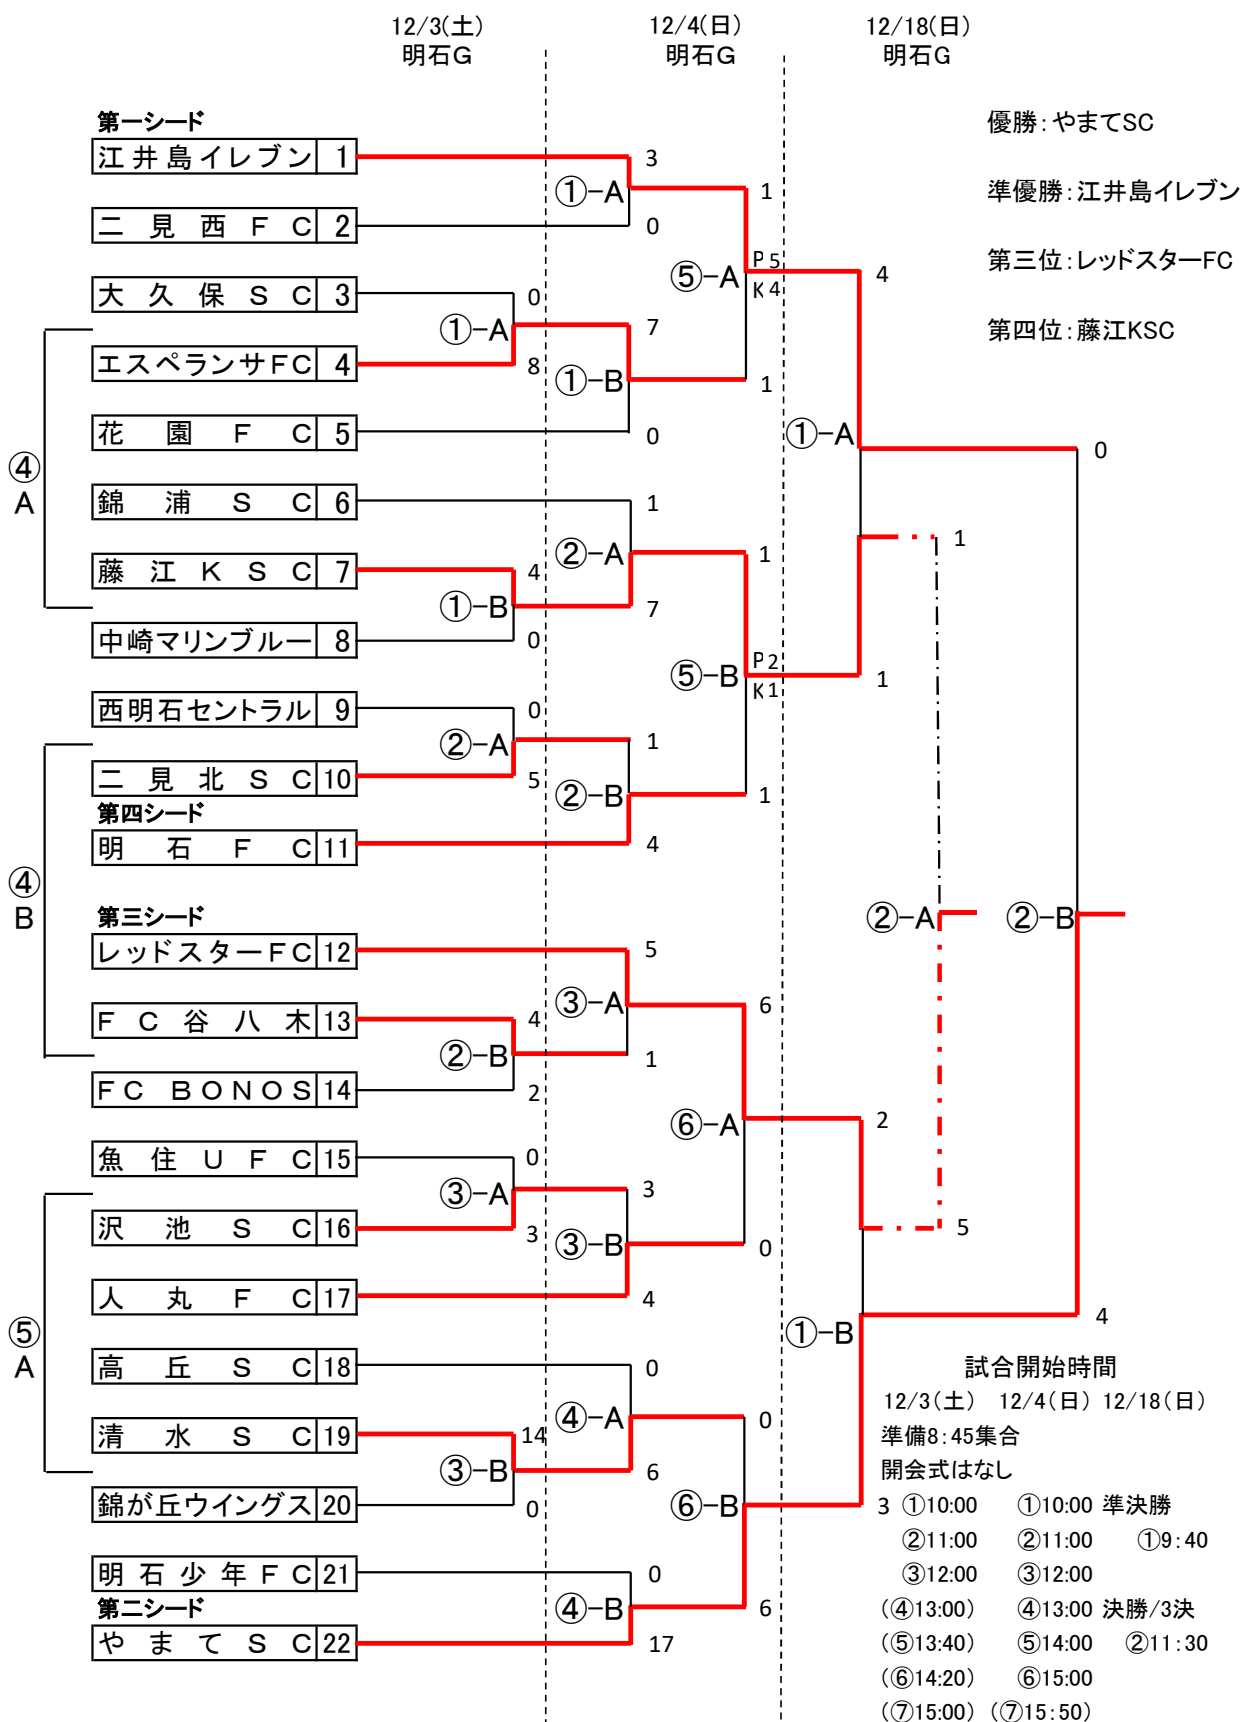 12/3(土)
明石G
12/4(日)
明石G
12/18(日)
明石G
優勝：やまてSC
準優勝：江井島イレブン
第三位：レッドスターFC
第四位：藤江KSC
第一シード
江井島イレブン 1
二見西FC 2
大久保SC 3
エスペランサFC 4
花園FC 5
錦浦SC 6
藤江KSC 7
中崎マリンブルー 8
西明石セントラル 9
二見北SC 10
第四シード
明石FC 11
第三シード
レッドスターFC 12
FC谷八木 13
FC BONOS 14
魚住UFC 15
沢池SC 16
人丸FC 17
高丘SC 18
清水SC 19
錦が丘ウイングス 20
明石少年FC 21
第二シード
やまてSC 22
④
A
④
B
⑤
A
0
①-A
8
4
①-B
0
0
②-A
5
4
②-B
2
0
③-A
3
14
③-B
0
3
①-A
0
7
①-B
0
1
②-A
7
1
②-B
4
5
③-A
1
3
③-B
4
0
④-A
6
0
④-B
17
1
⑤-A
P 5
K 4
1
1
⑤-B
P 2
K 1
1
6
⑥-A
0
0
⑥-B
6
4
①-A
1
2
①-B
3
1
②-A
5
0
②-B
4
試合開始時間
12/3(土) 12/4(日) 12/18(日)
準備8:45集合
開会式はなし
①10:00 ①10:00 準決勝
②11:00 ②11:00 ①9:40
③12:00 ③12:00
(④13:00) ④13:00 決勝/3決
(⑤13:40) ⑤14:00 ②11:30
(⑥14:20) ⑥15:00
(⑦15:00) (⑦15:50)